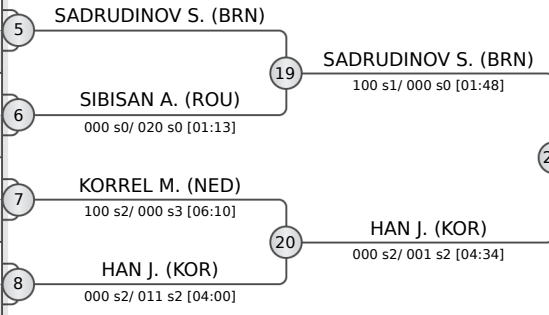 5
SADRUDINOV S. (BRN)
19
SADRUDINOV S. (BRN)
100 s1/ 000 s0 [01:48]
6
SIBISAN A. (ROU)
000 s0/ 020 s0 [01:13]
7
KORREL M. (NED)
100 s2/ 000 s3 [06:10]
20
HAN J. (KOR)
000 s2/ 001 s2 [04:34]
8
HAN J. (KOR)
000 s2/ 011 s2 [04:00]